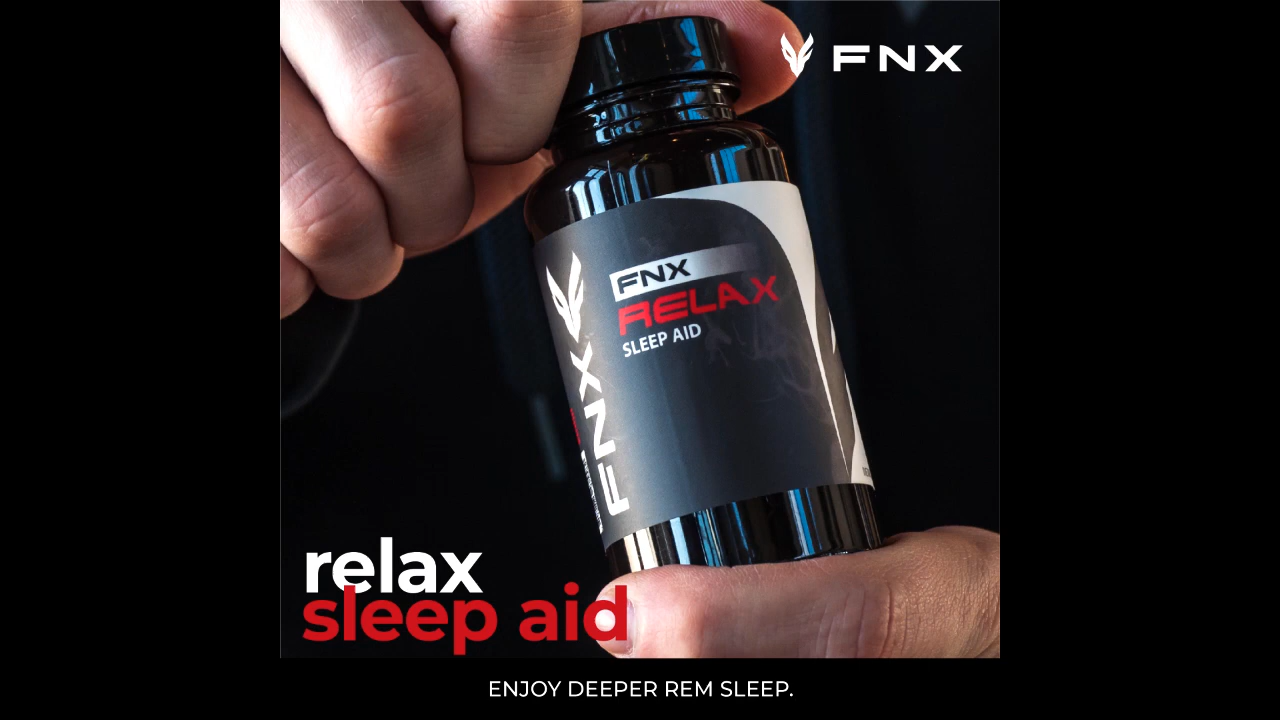 FNX
FNX
RELAX
SLEEP AID
FNX
relax
sleep aid
ENJOY DEEPER REM SLEEP.